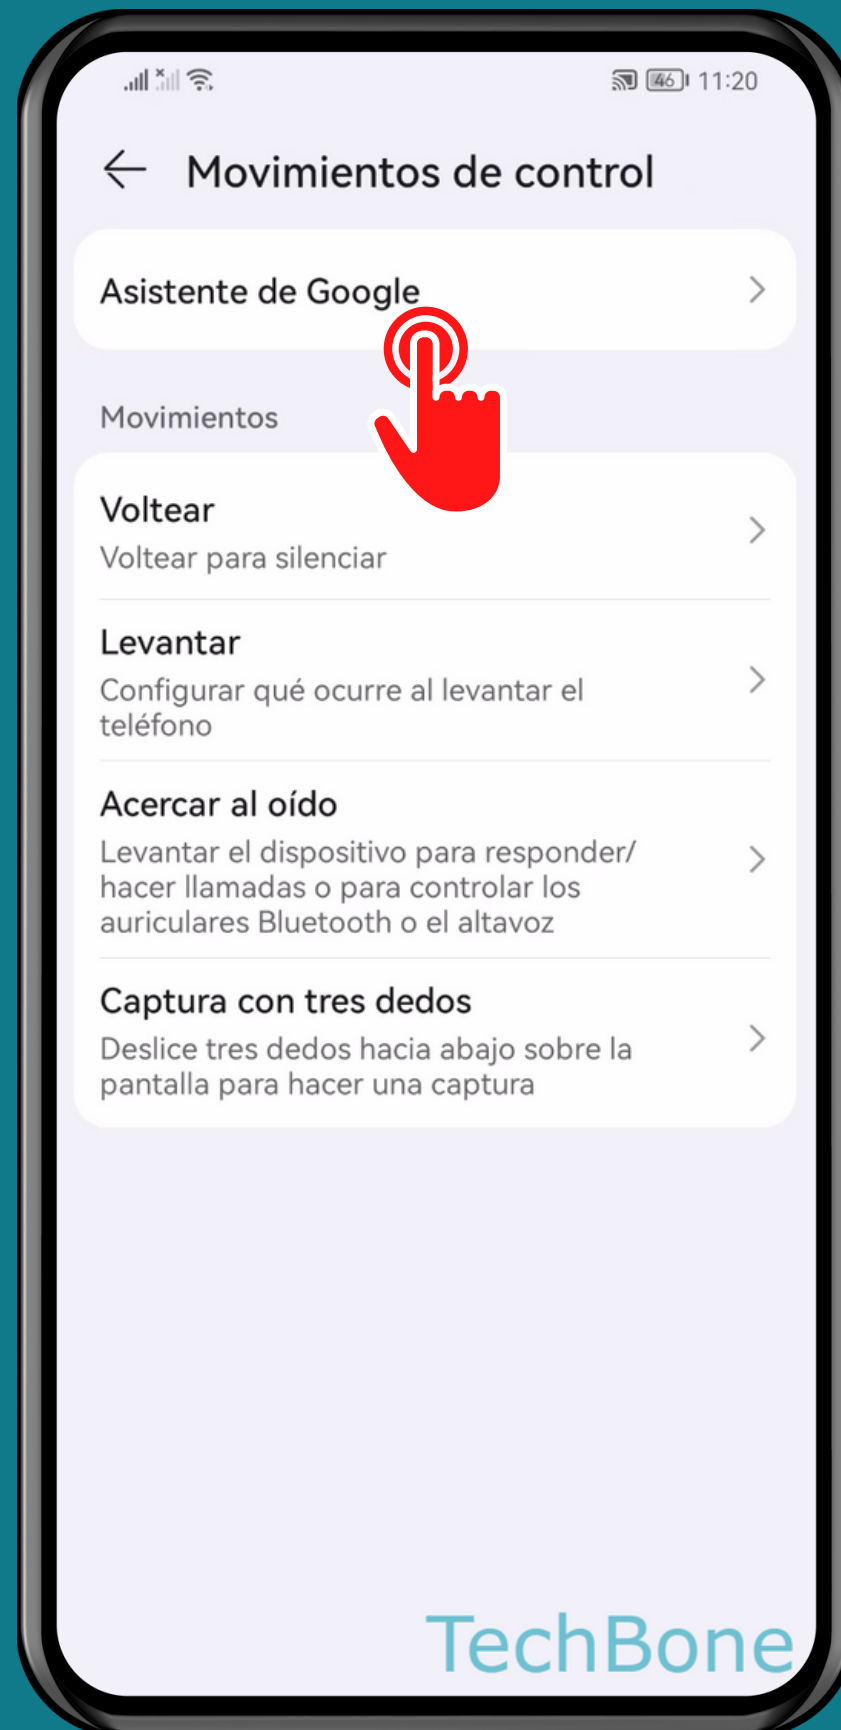 46 11:20
Movimientos de control
Asistente de Google
Movimientos
Voltear
Voltear para silenciar
Levantar
Configurar qué ocurre al levantar el
teléfono
Acercar al oído
Levantar el dispositivo para responder/
hacer llamadas o para controlar los
auriculares Bluetooth o el altavoz
Captura con tres dedos
Deslice tres dedos hacia abajo sobre la
pantalla para hacer una captura
TechBone